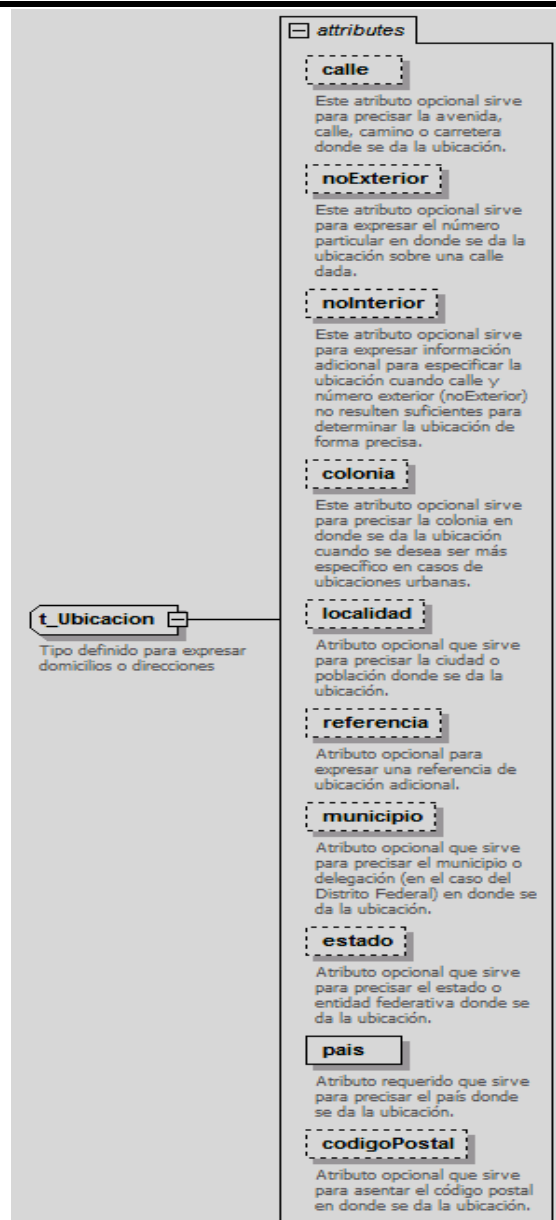 attributes
calle
Este atributo opcional sirve
para precisar la avenida,
calle, camino o carretera
donde se da la ubicación.
noExterior
Este atributo opcional sirve
para expresar el número
particular en donde se da la
ubicación sobre una calle
dada.
noInterior
Este atributo opcional sirve
para expresar información
adicional para especificar la
ubicación cuando calle y
número exterior (noExterior)
no resulten suficientes para
determinar la ubicación de
forma precisa.
colonia
Este atributo opcional sirve
para precisar la colonia en
donde se da la ubicación
cuando se desea ser más
específico en casos de
ubicaciones urbanas.
t_Ubicacion
Tipo definido para expresar
domicilios o direcciones
localidad
Atributo opcional que sirve
para precisar la ciudad o
población donde se da la
ubicación.
referencia
Atributo opcional para
expresar una referencia de
ubicación adicional.
municipio
Atributo opcional que sirve
para precisar el municipio o
delegación (en el caso del
Distrito Federal) en donde se
da la ubicación.
estado
Atributo opcional que sirve
para precisar el estado o
entidad federativa donde se
da la ubicación.
pais
Atributo requerido que sirve
para precisar el país donde
se da la ubicación.
codigoPostal
Atributo opcional que sirve
para asentar el código postal
en donde se da la ubicación.